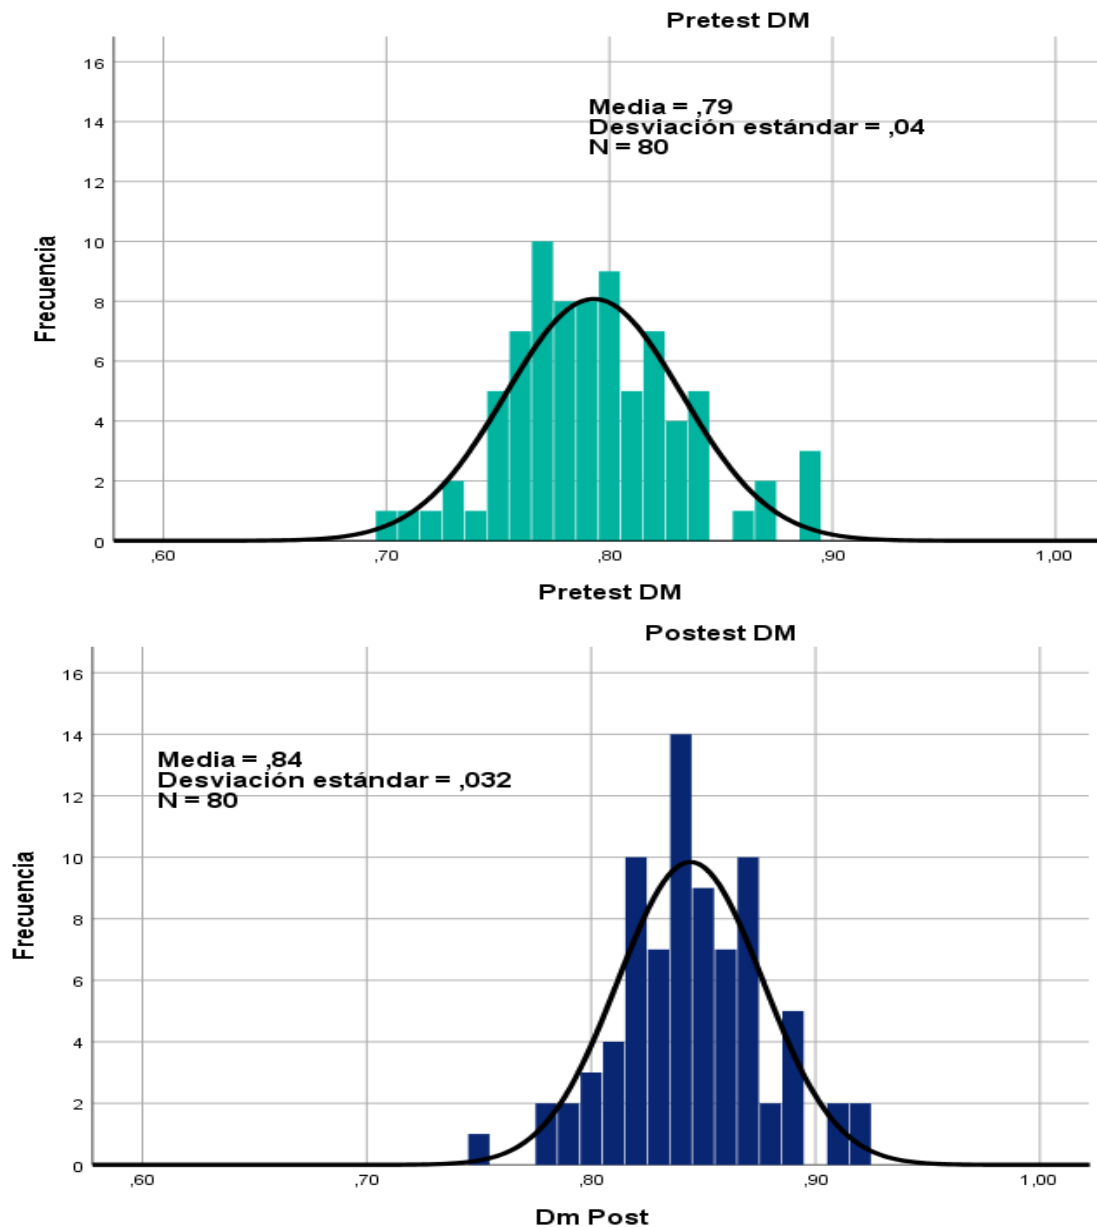 Pretest DM
16
14
12
10
8
6
4
2
0
Frecuencia
Media = ,79
Desviación estándar = ,04
N = 80
,60 ,70 ,80 ,90 1,00
Pretest DM
Postest DM
16
14
12
10
8
6
4
2
0
Frecuencia
Media = ,84
Desviación estándar = ,032
N = 80
,60 ,70 ,80 ,90 1,00
Dm Post